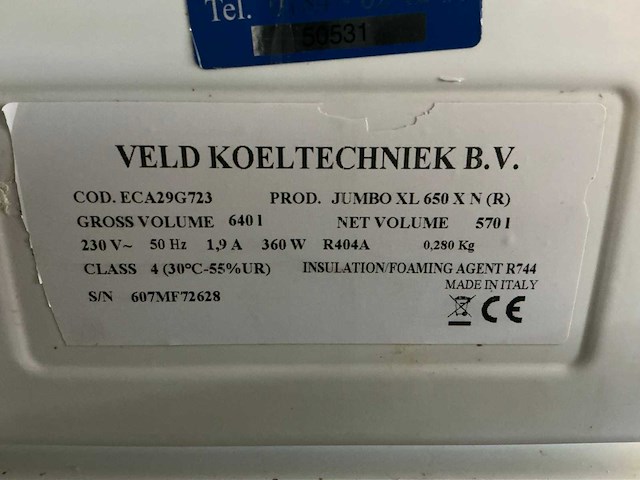 Tel.
50531
VELD KOELTECHNIEK B.V.
COD. ECA29G723 PROD. JUMBO XL 650 X N (R)
GROSS VOLUME 640 l NET VOLUME 570 l
230 V~ 50 Hz 1,9 A 360 W R404A 0,280 Kg
CLASS 4 (30°C-55%UR) INSULATION/FOAMING AGENT R744
MADE IN ITALY
S/N 607MF72628
CE